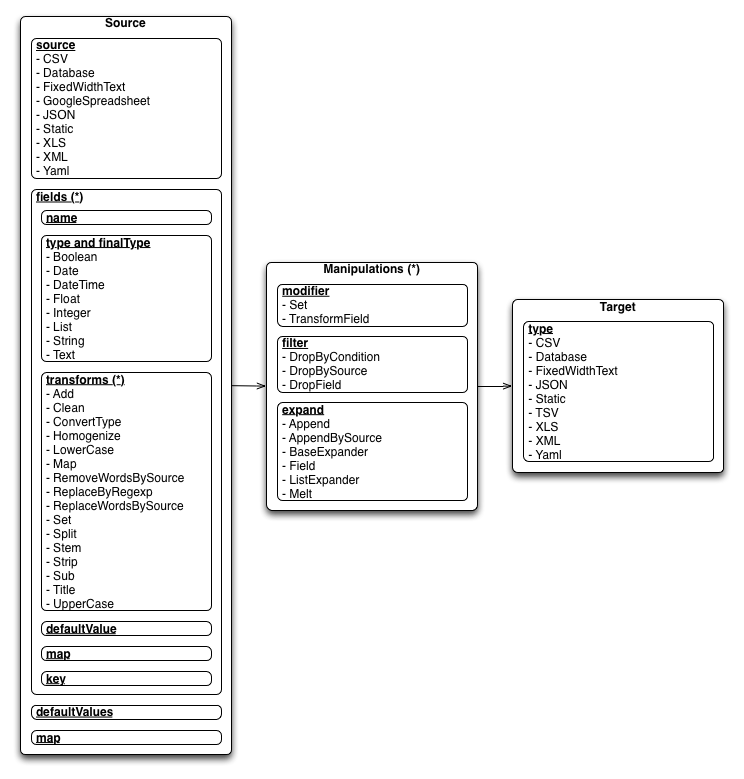 Source
source
- CSV
- Database
- FixedWidthText
- GoogleSpreadsheet
- JSON
- Static
- XLS
- XML
- Yaml
fields (*)
name
type and finalType
- Boolean
- Date
- DateTime
- Float
- Integer
- List
- String
- Text
transforms (*)
- Add
- Clean
- ConvertType
- Homogenize
- LowerCase
- Map
- RemoveWordsBySource
- ReplaceByRegexp
- ReplaceWordsBySource
- Set
- Split
- Stem
- Strip
- Sub
- Title
- UpperCase
defaultValue
map
key
defaultValues
map
Manipulations (*)
modifier
- Set
- TransformField
filter
- DropByCondition
- DropBySource
- DropField
expand
- Append
- AppendBySource
- BaseExpander
- Field
- ListExpander
- Melt
Target
type
- CSV
- Database
- FixedWidthText
- JSON
- Static
- TSV
- XLS
- XML
- Yaml